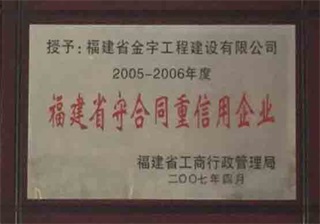 授予：福建省金宇工程建设有限公司
2005-2006年度
福建省守合同重信用企业
福建省工商行政管理局
二〇〇七年四月